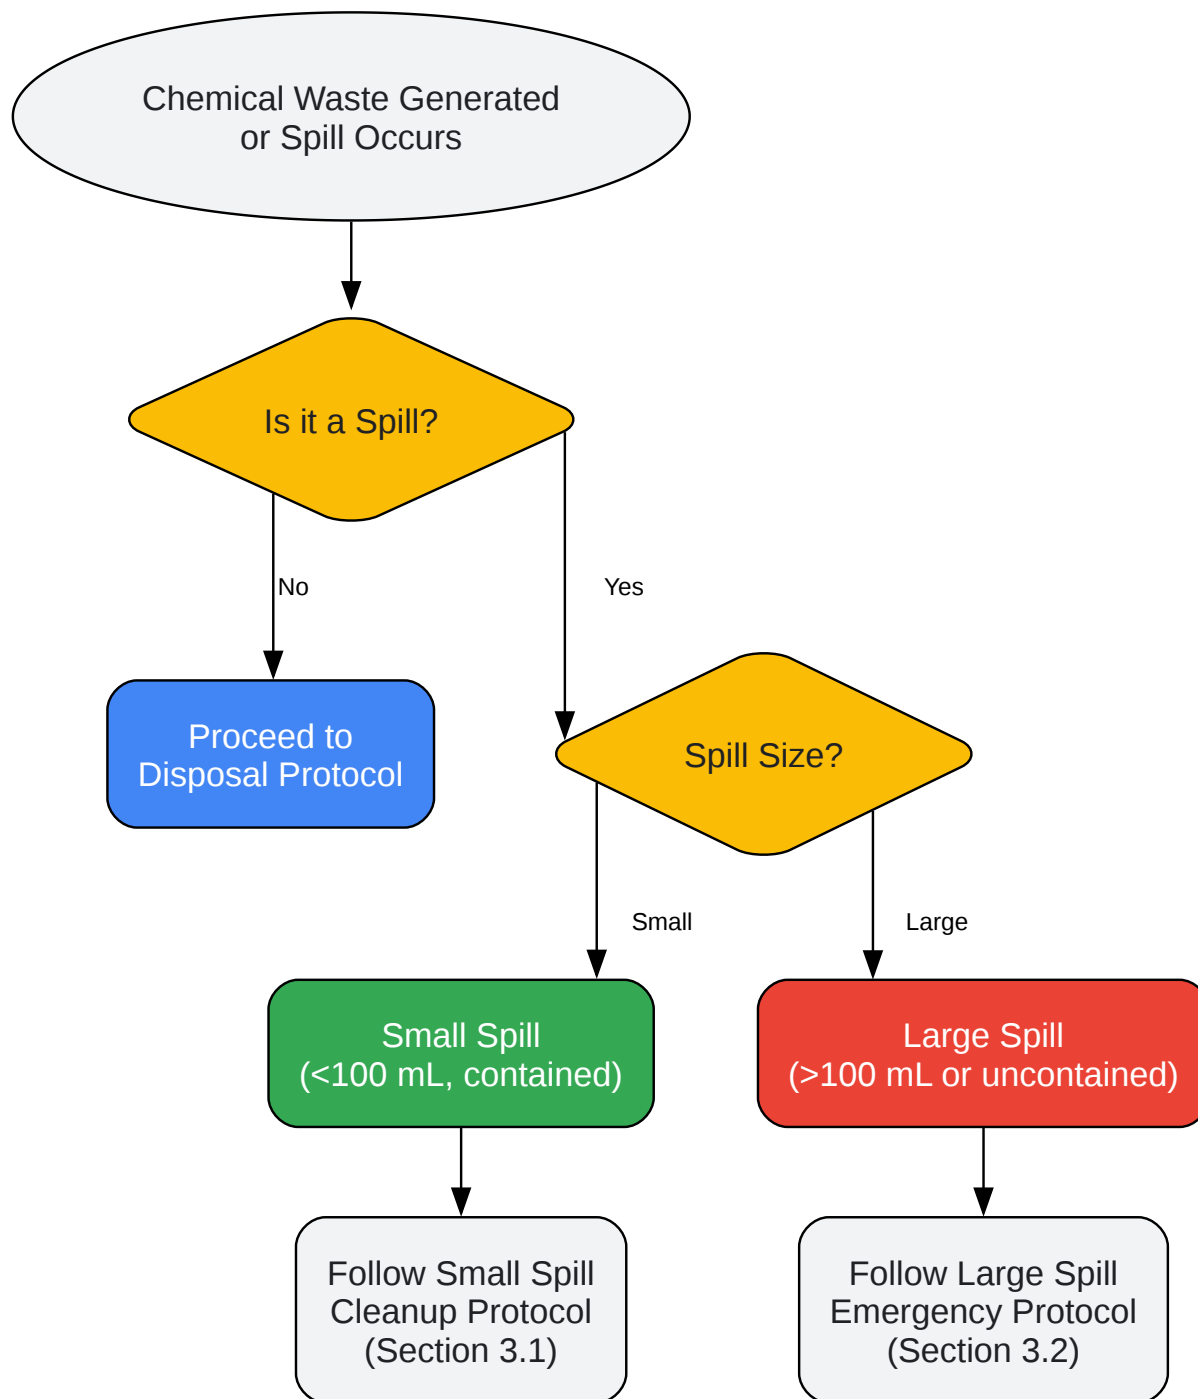 Chemical Waste Generated
or Spill Occurs
Is it a Spill?
No
Yes
Proceed to
Disposal Protocol
Spill Size?
Small
Large
Small Spill
(<100 mL, contained)
Large Spill
(>100 mL or uncontained)
Follow Small Spill
Cleanup Protocol
(Section 3.1)
Follow Large Spill
Emergency Protocol
(Section 3.2)